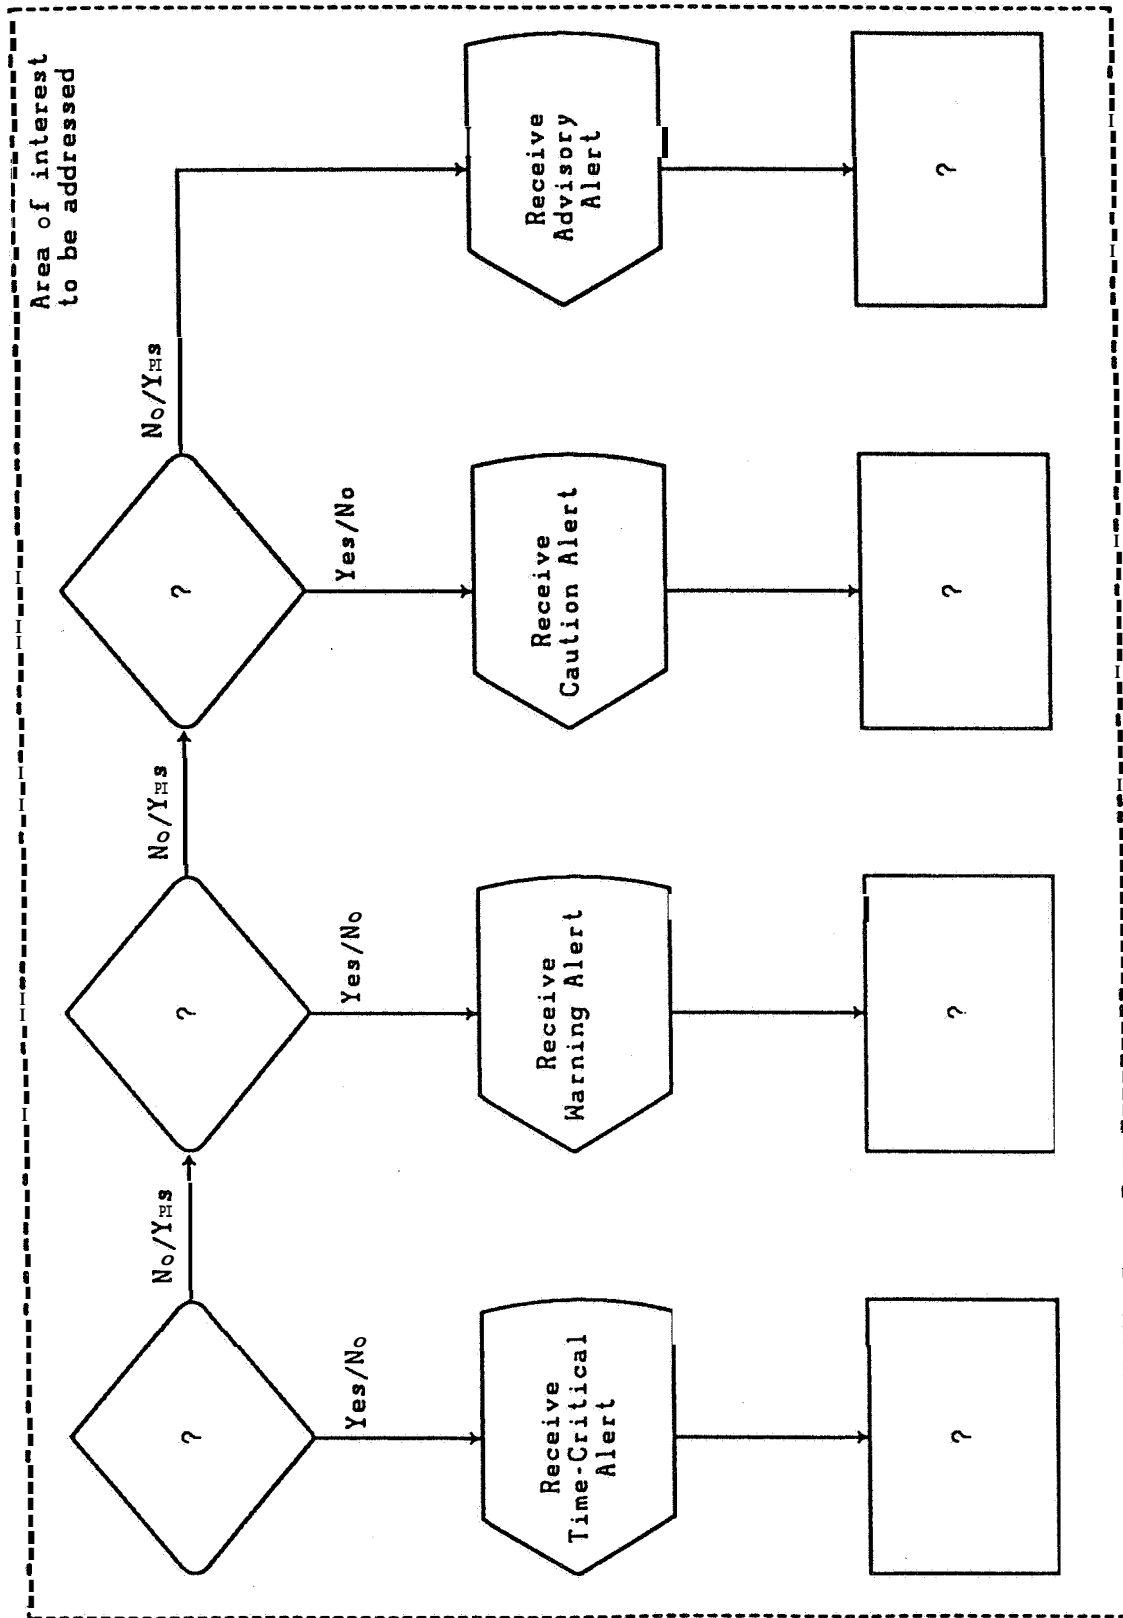 Area of interest
to be addressed
?
No/Yes
?
No/Yes
?
No/Yes
Yes/No
Yes/No
Yes/No
Receive
Time-Critical
Alert
Receive
Warning Alert
Receive
Caution Alert
Receive
Advisory
Alert
?
?
?
?